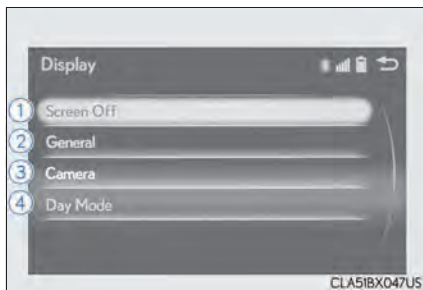 Display
1 Screen Off
2 General
3 Camera
4 Day Mode
CLA51BX047US